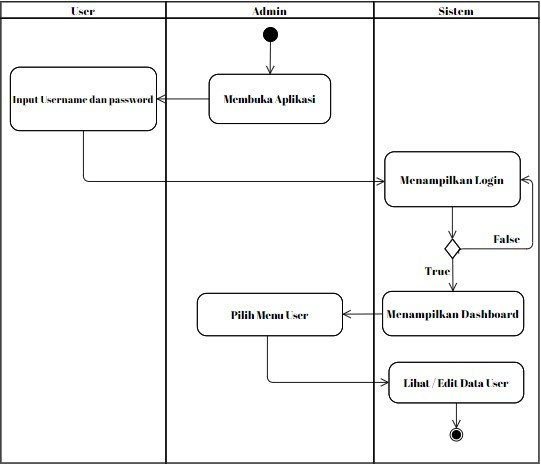 User
Admin
Sistem
Input Username dan password
Membuka Aplikasi
Menampilkan Login
False
True
Menampilkan Dashboard
Pilih Menu User
Lihat / Edit Data User